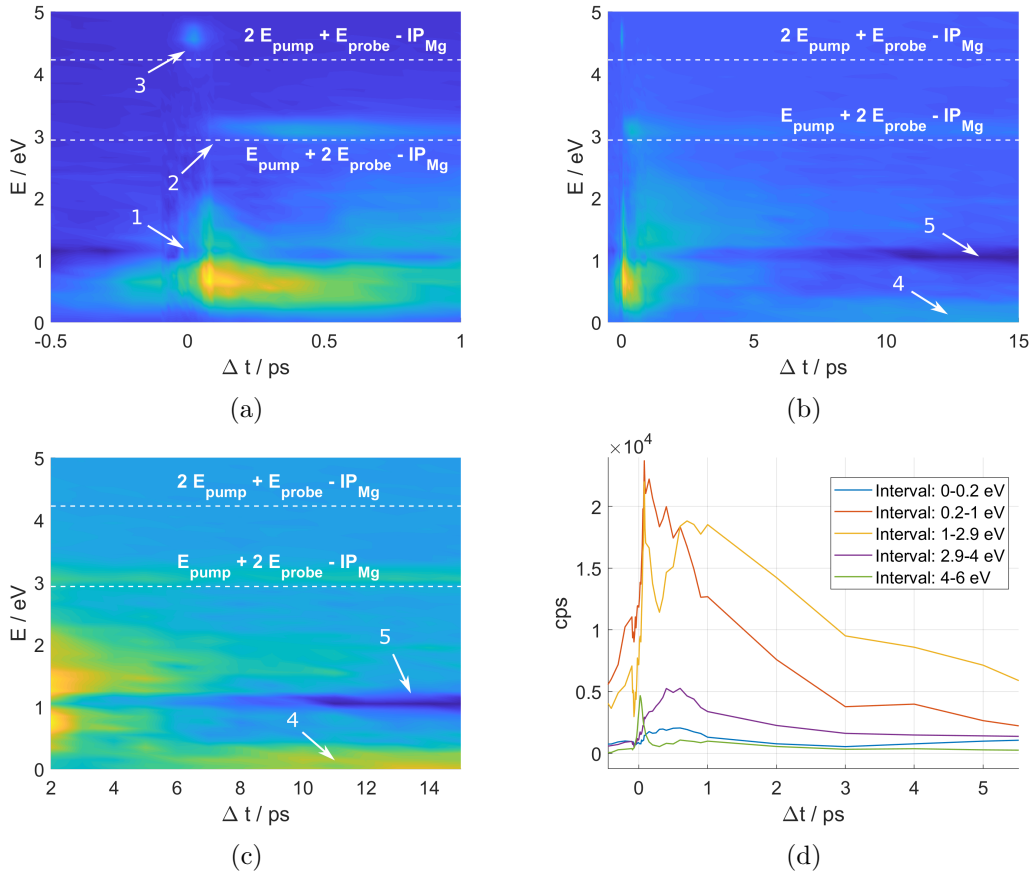 5
4
3
2
1
0
E / eV
2 E_pump + E_probe - IP_Mg
E_pump + 2 E_probe - IP_Mg
3
2
1
-0.5
0
0.5
1
Δ t / ps
(a)
5
4
3
2
1
0
E / eV
2 E_pump + E_probe - IP_Mg
E_pump + 2 E_probe - IP_Mg
5
4
0
5
10
15
Δ t / ps
(b)
5
4
3
2
1
0
E / eV
2 E_pump + E_probe - IP_Mg
E_pump + 2 E_probe - IP_Mg
5
4
2
4
6
8
10
12
14
Δ t / ps
(c)
×10^4
2
1.5
1
0.5
0
cps
Interval: 0-0.2 eV
Interval: 0.2-1 eV
Interval: 1-2.9 eV
Interval: 2.9-4 eV
Interval: 4-6 eV
0
1
2
3
4
5
Δt / ps
(d)